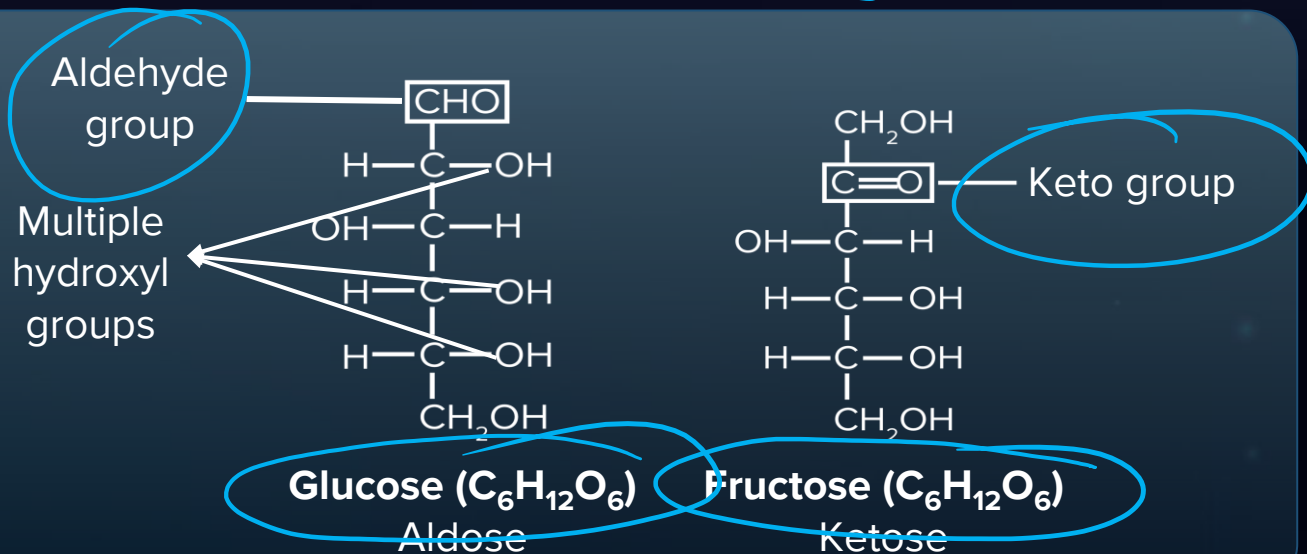 Aldehyde
group
Multiple
hydroxyl
groups
CHO
H—C—OH
OH—C—H
H—C—OH
H—C—OH
CH₂OH
Glucose (C₆H₁₂O₆)
Aldose
CH₂OH
C=O
Keto group
OH—C—H
H—C—OH
H—C—OH
CH₂OH
Fructose (C₆H₁₂O₆)
Ketose